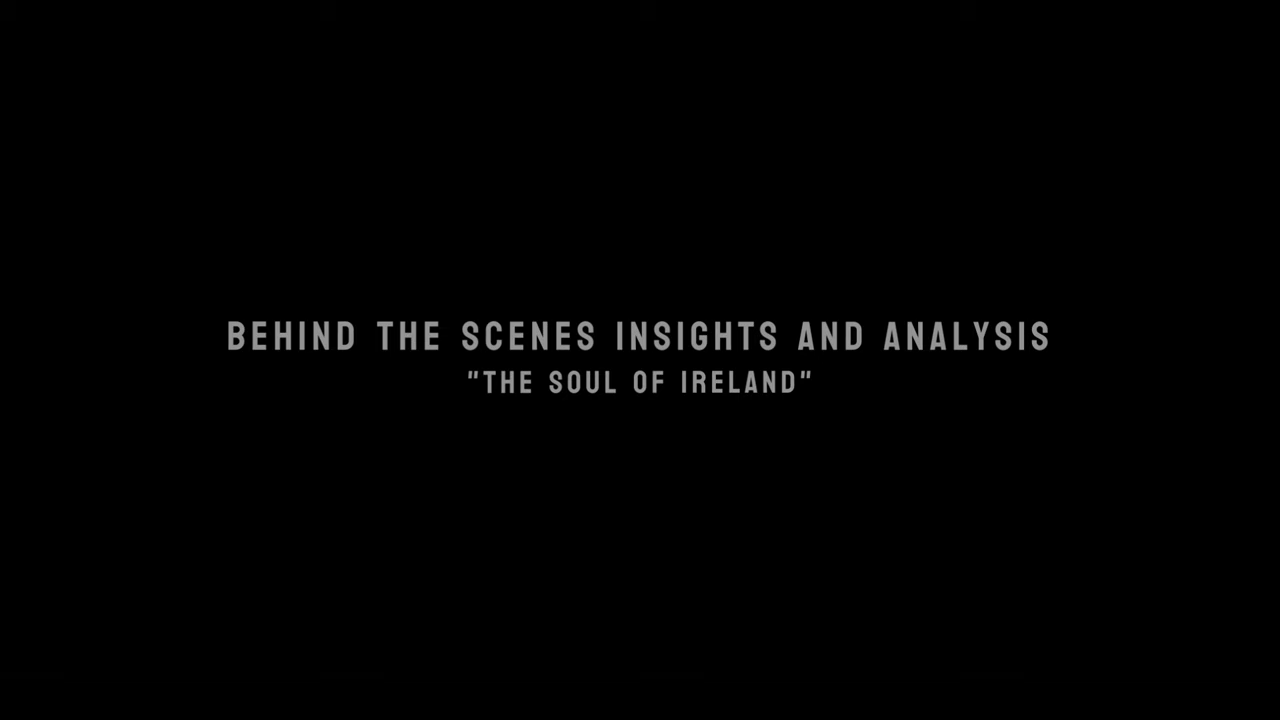 BEHIND THE SCENES INSIGHTS AND ANALYSIS
"THE SOUL OF IRELAND"